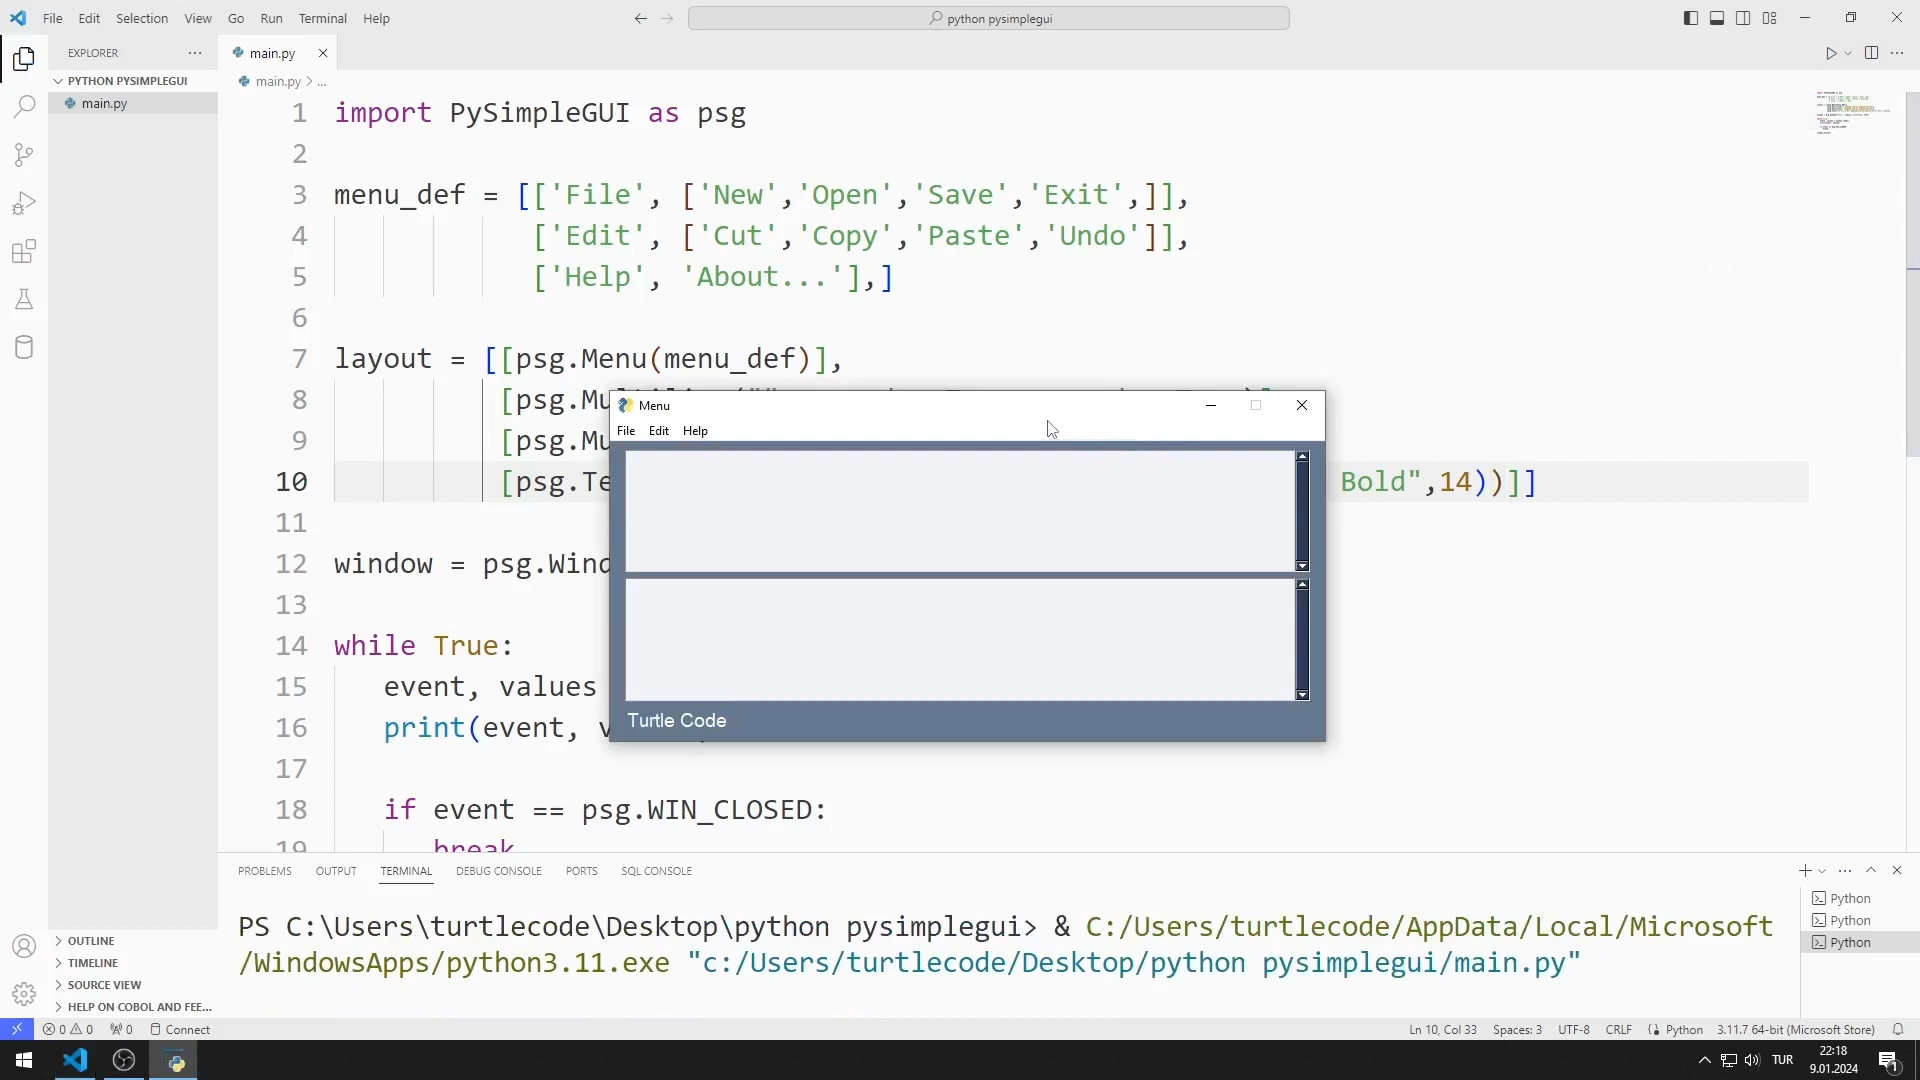 File Edit Selection View Go Run Terminal Help
python pysimplegui
EXPLORER
PYTHON PYSIMPLEGUI
main.py
main.py
main.py > ...
1 import PySimpleGUI as psg
2
3 menu_def = [['File', ['New','Open','Save','Exit',]],
4 ['Edit', ['Cut','Copy','Paste','Undo']],
5 ['Help', 'About...'],]
6
7 layout = [[psg.Menu(menu_def)],
8 [psg.Mu
9 [psg.Mu
10 [psg.Te Bold",14))]]
11
12 window = psg.Wind
13
14 while True:
15 event, values
16 print(event, v
17
18 if event == psg.WIN_CLOSED:
19 break
Menu
File Edit Help
Turtle Code
PROBLEMS OUTPUT TERMINAL DEBUG CONSOLE PORTS SQL CONSOLE
PS C:\Users\turtlecode\Desktop\python pysimplegui> & C:/Users/turtlecode/AppData/Local/Microsoft
/WindowsApps/python3.11.exe "c:/Users/turtlecode/Desktop/python pysimplegui/main.py"
Python
Python
Python
OUTLINE
TIMELINE
SOURCE VIEW
HELP ON COBOL AND FEE...
0 0 0 Connect
Ln 10, Col 33 Spaces: 3 UTF-8 CRLF Python 3.11.7 64-bit (Microsoft Store)
TUR
22:18
9.01.2024
1